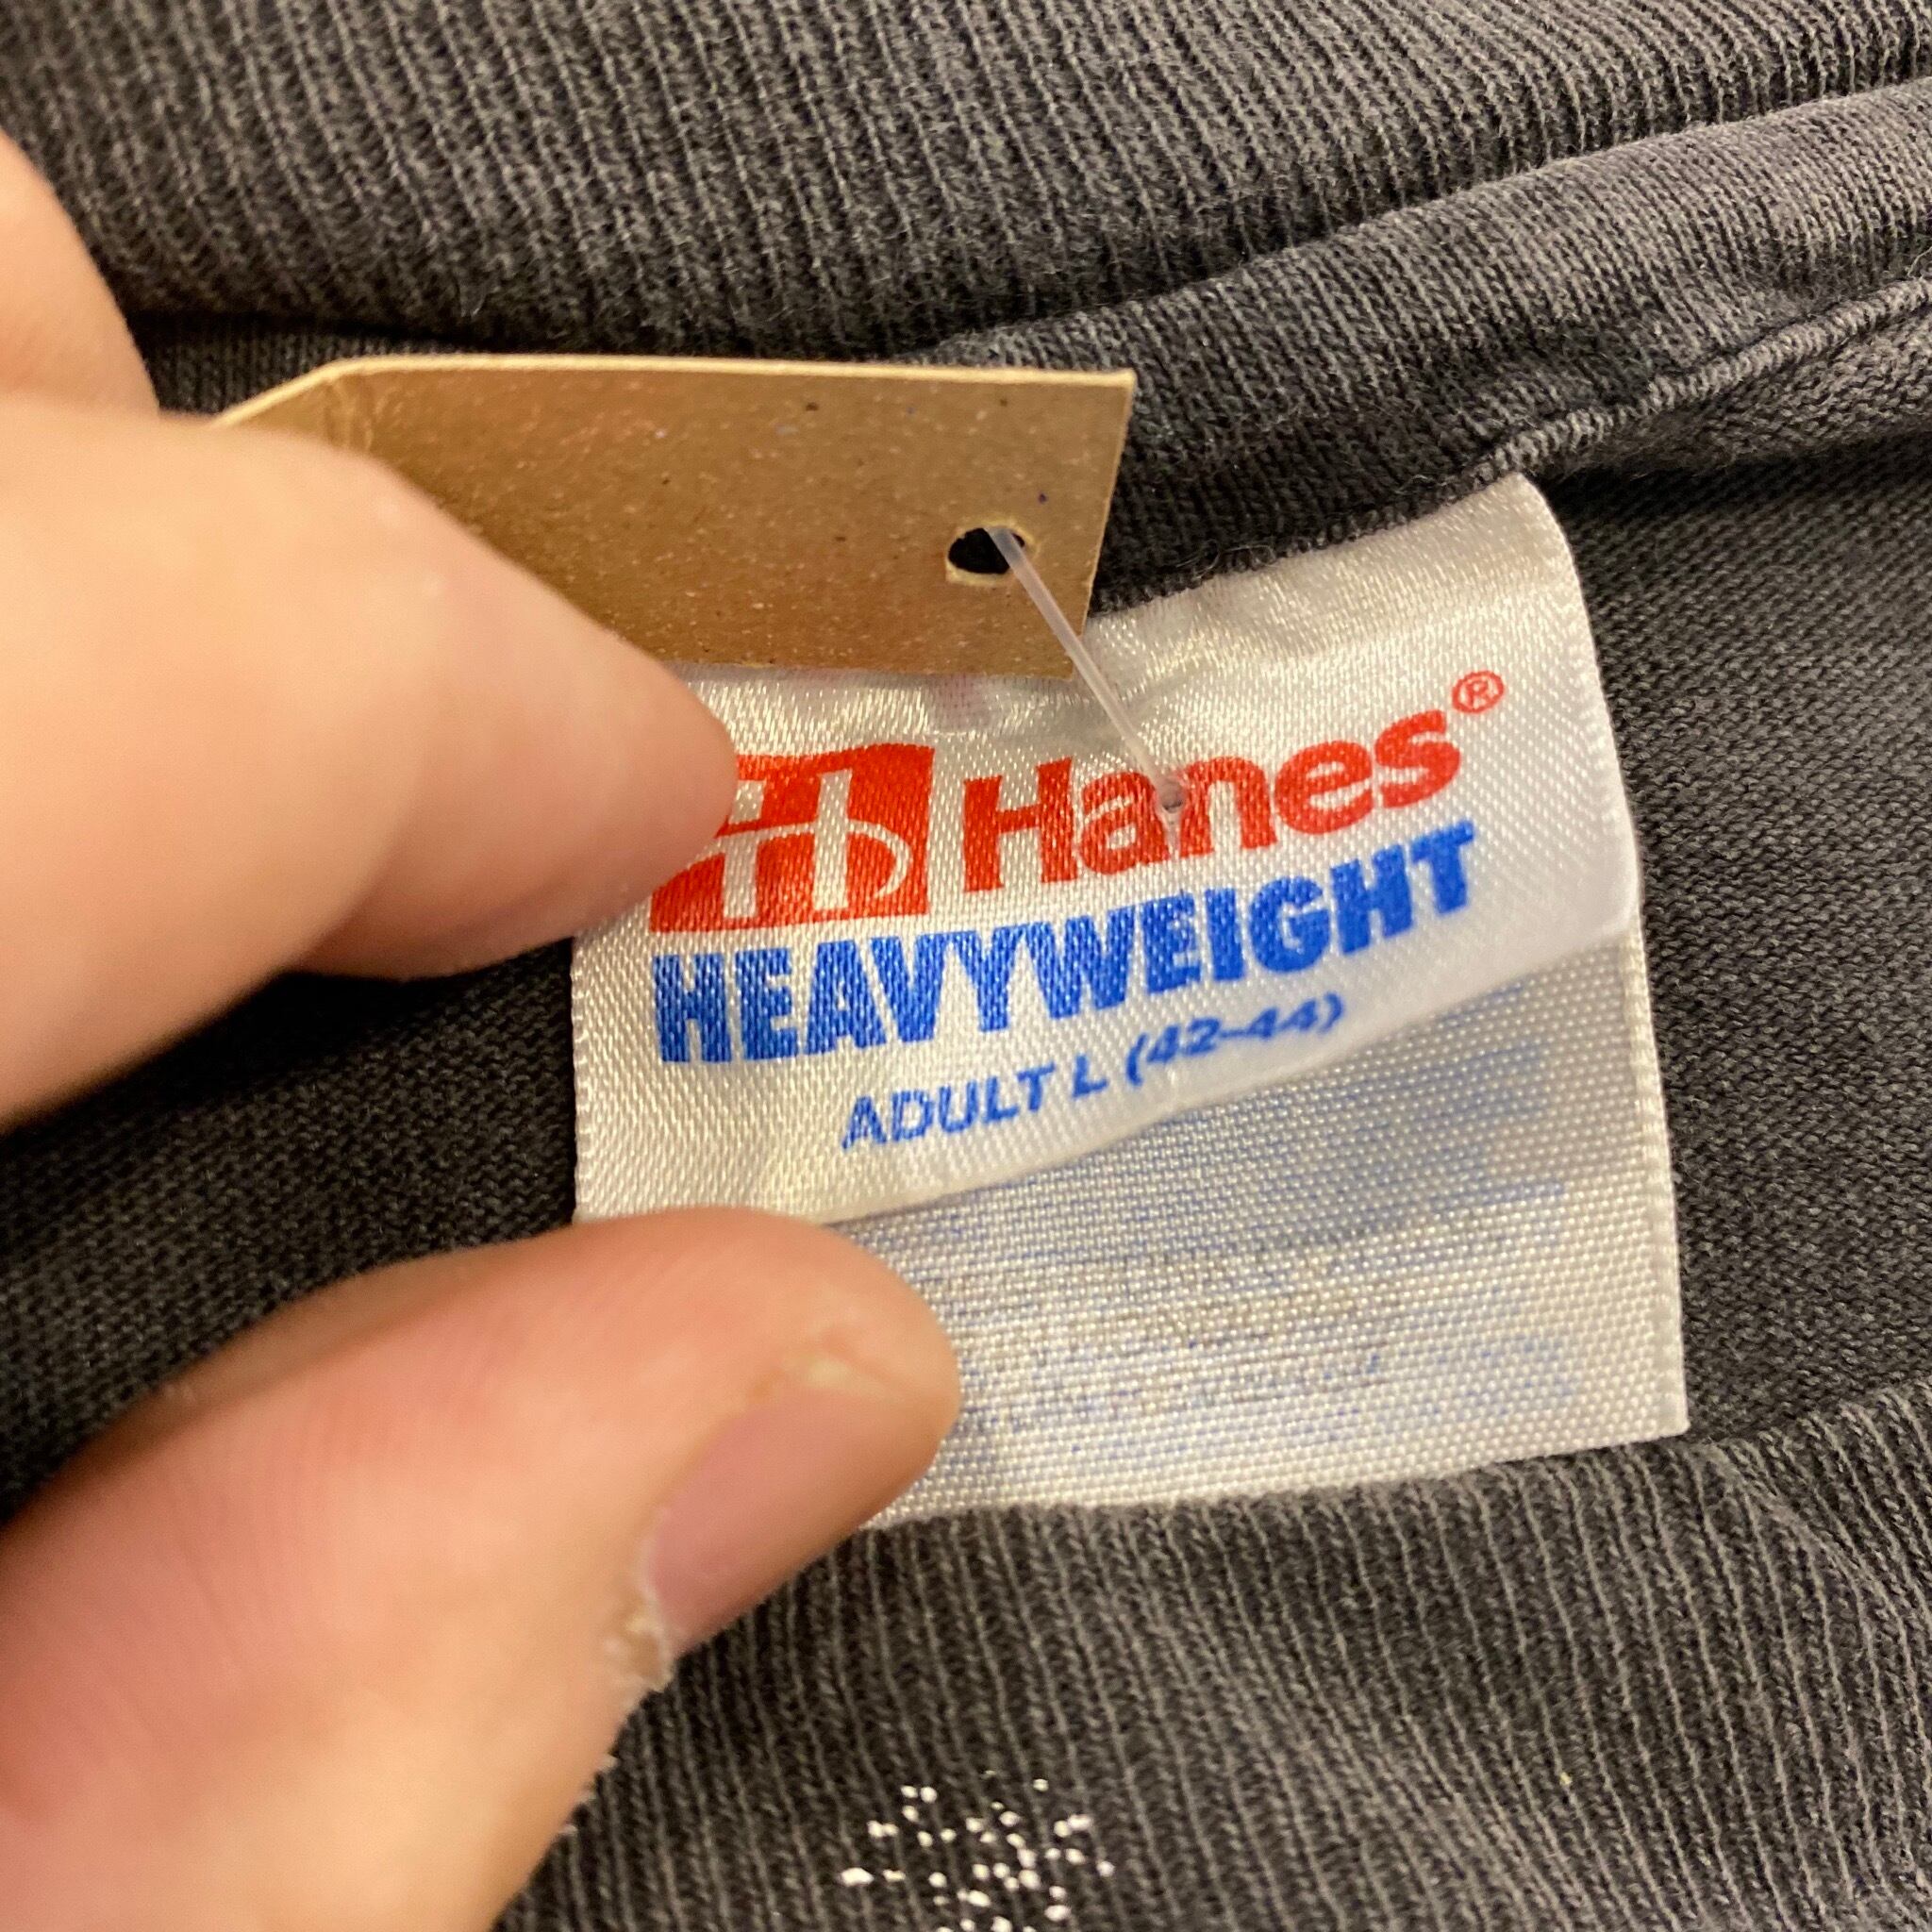 H Hanes®
HEAVYWEIGHT
ADULT L (42-44)